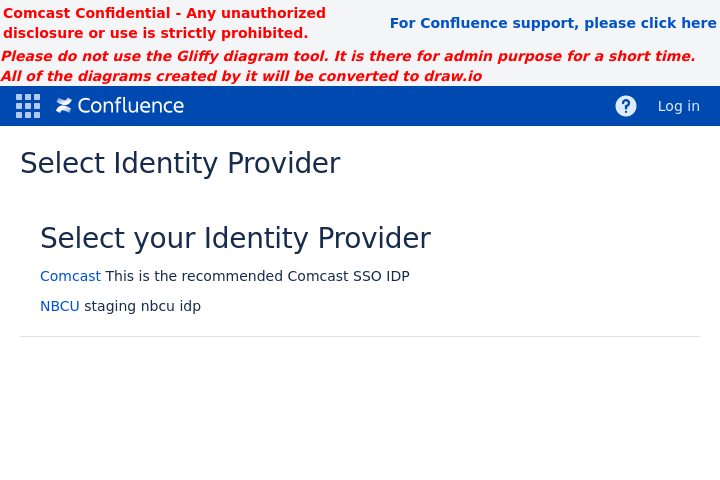 Comcast Confidential - Any unauthorized
disclosure or use is strictly prohibited.
For Confluence support, please click here
Please do not use the Gliffy diagram tool. It is there for admin purpose for a short time.
All of the diagrams created by it will be converted to draw.io
Confluence
?
Log in
Select Identity Provider
Select your Identity Provider
Comcast This is the recommended Comcast SSO IDP
NBCU staging nbcu idp